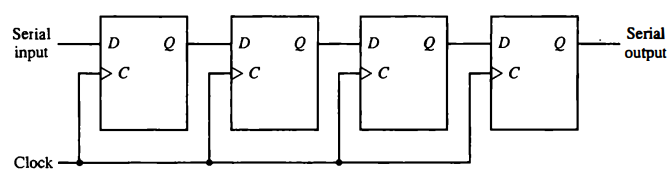 Serial
input
D Q D Q D Q D Q
Serial
output
C C C C
Clock